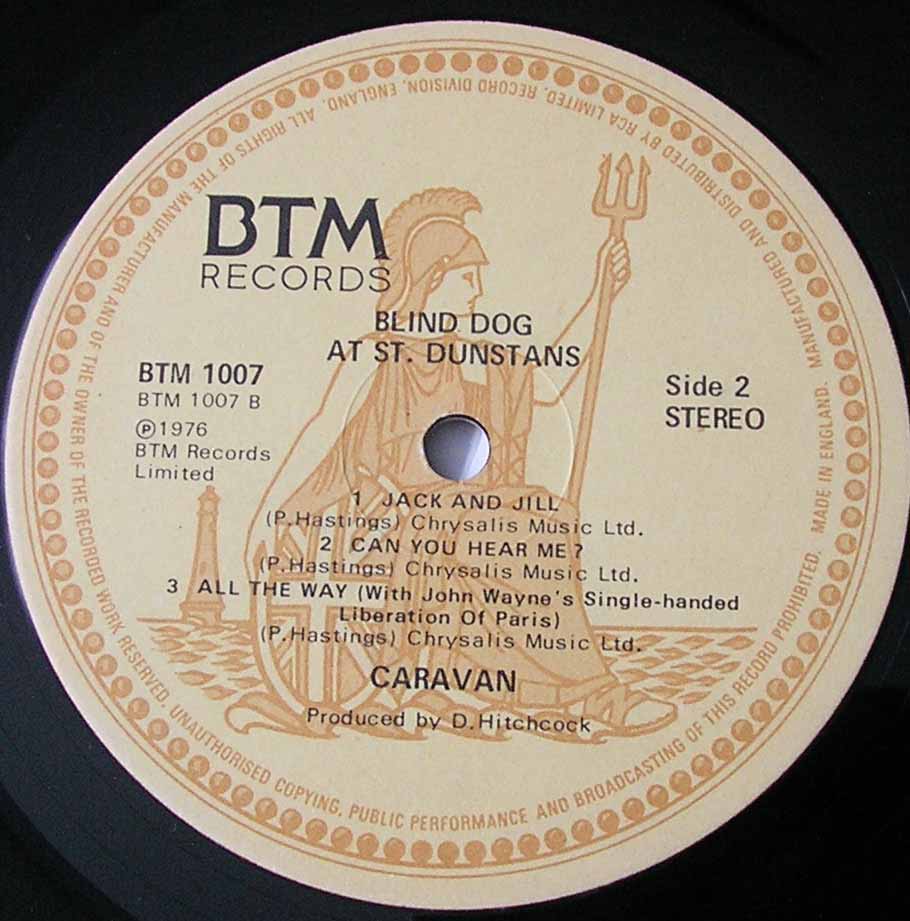 BTM
RECORDS
BLIND DOG
AT ST. DUNSTANS
BTM 1007
BTM 1007 B
Ⓟ1976
BTM Records
Limited
Side 2
STEREO
1 JACK AND JILL
(P.Hastings) Chrysalis Music Ltd.
2 CAN YOU HEAR ME?
(P.Hastings) Chrysalis Music Ltd.
3 ALL THE WAY (With John Wayne's Single-handed
Liberation Of Paris)
(P.Hastings) Chrysalis Music Ltd.
CARAVAN
Produced by D.Hitchcock
ALL RIGHTS OF THE MANUFACTURER AND OF THE OWNER OF THE RECORDED WORK RESERVED. UNAUTHORISED COPYING, PUBLIC PERFORMANCE AND BROADCASTING OF THIS RECORD PROHIBITED. MADE IN ENGLAND. MANUFACTURED AND DISTRIBUTED BY RCA LIMITED, RECORD DIVISION, ENGLAND.